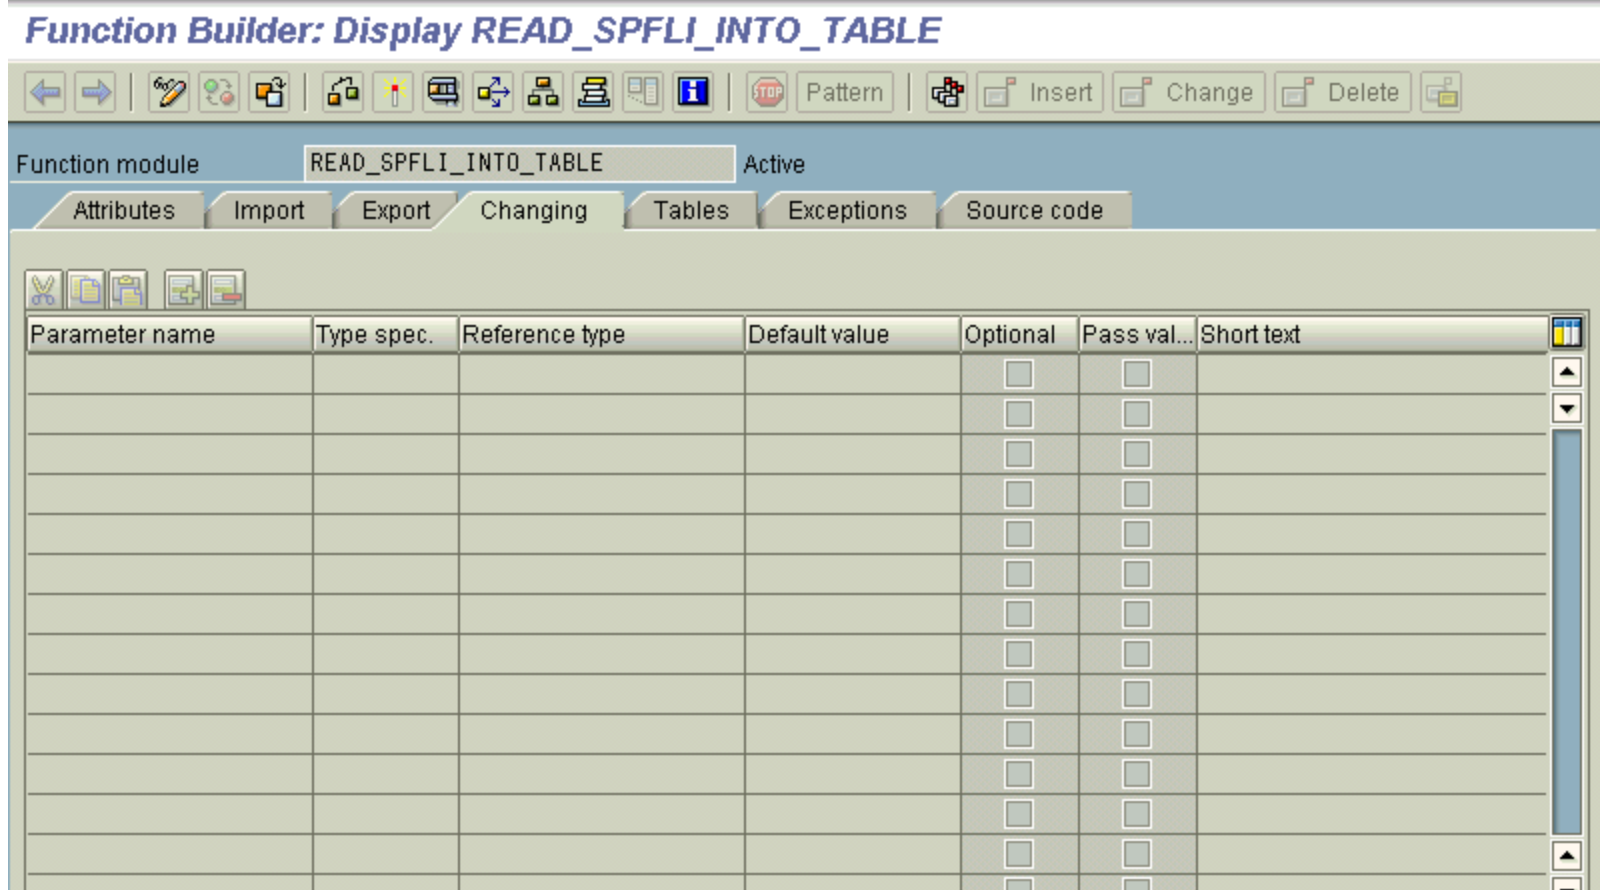 Function Builder: Display READ_SPFLI_INTO_TABLE
STOP Pattern Insert Change Delete
Function module READ_SPFLI_INTO_TABLE Active
Attributes Import Export Changing Tables Exceptions Source code
Parameter name Type spec. Reference type Default value Optional Pass val... Short text